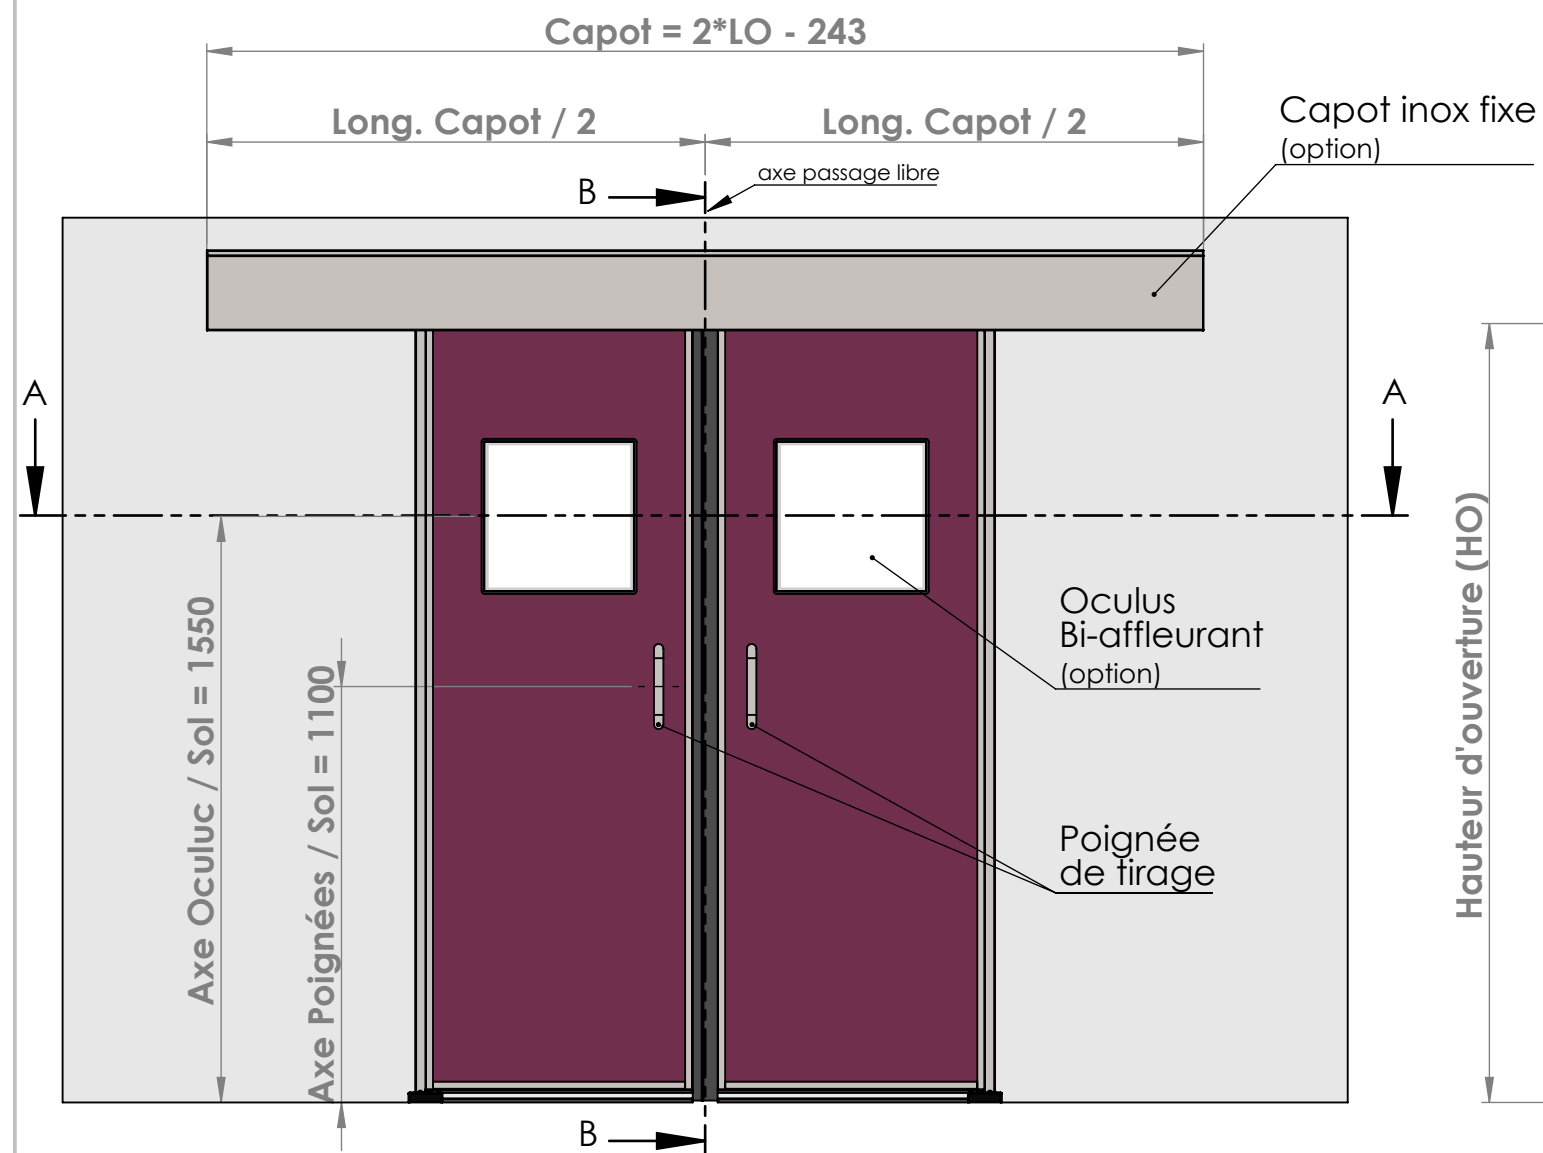 Capot = 2*LO - 243
Long. Capot / 2
Long. Capot / 2
Capot inox fixe
(option)
axe passage libre
B
A
A
Oculus
Bi-affleurant
(option)
Poignée
de tirage
Axe Oculuc / Sol = 1550
Axe Poignées / Sol = 1100
Hauteur d'ouverture (HO)
B